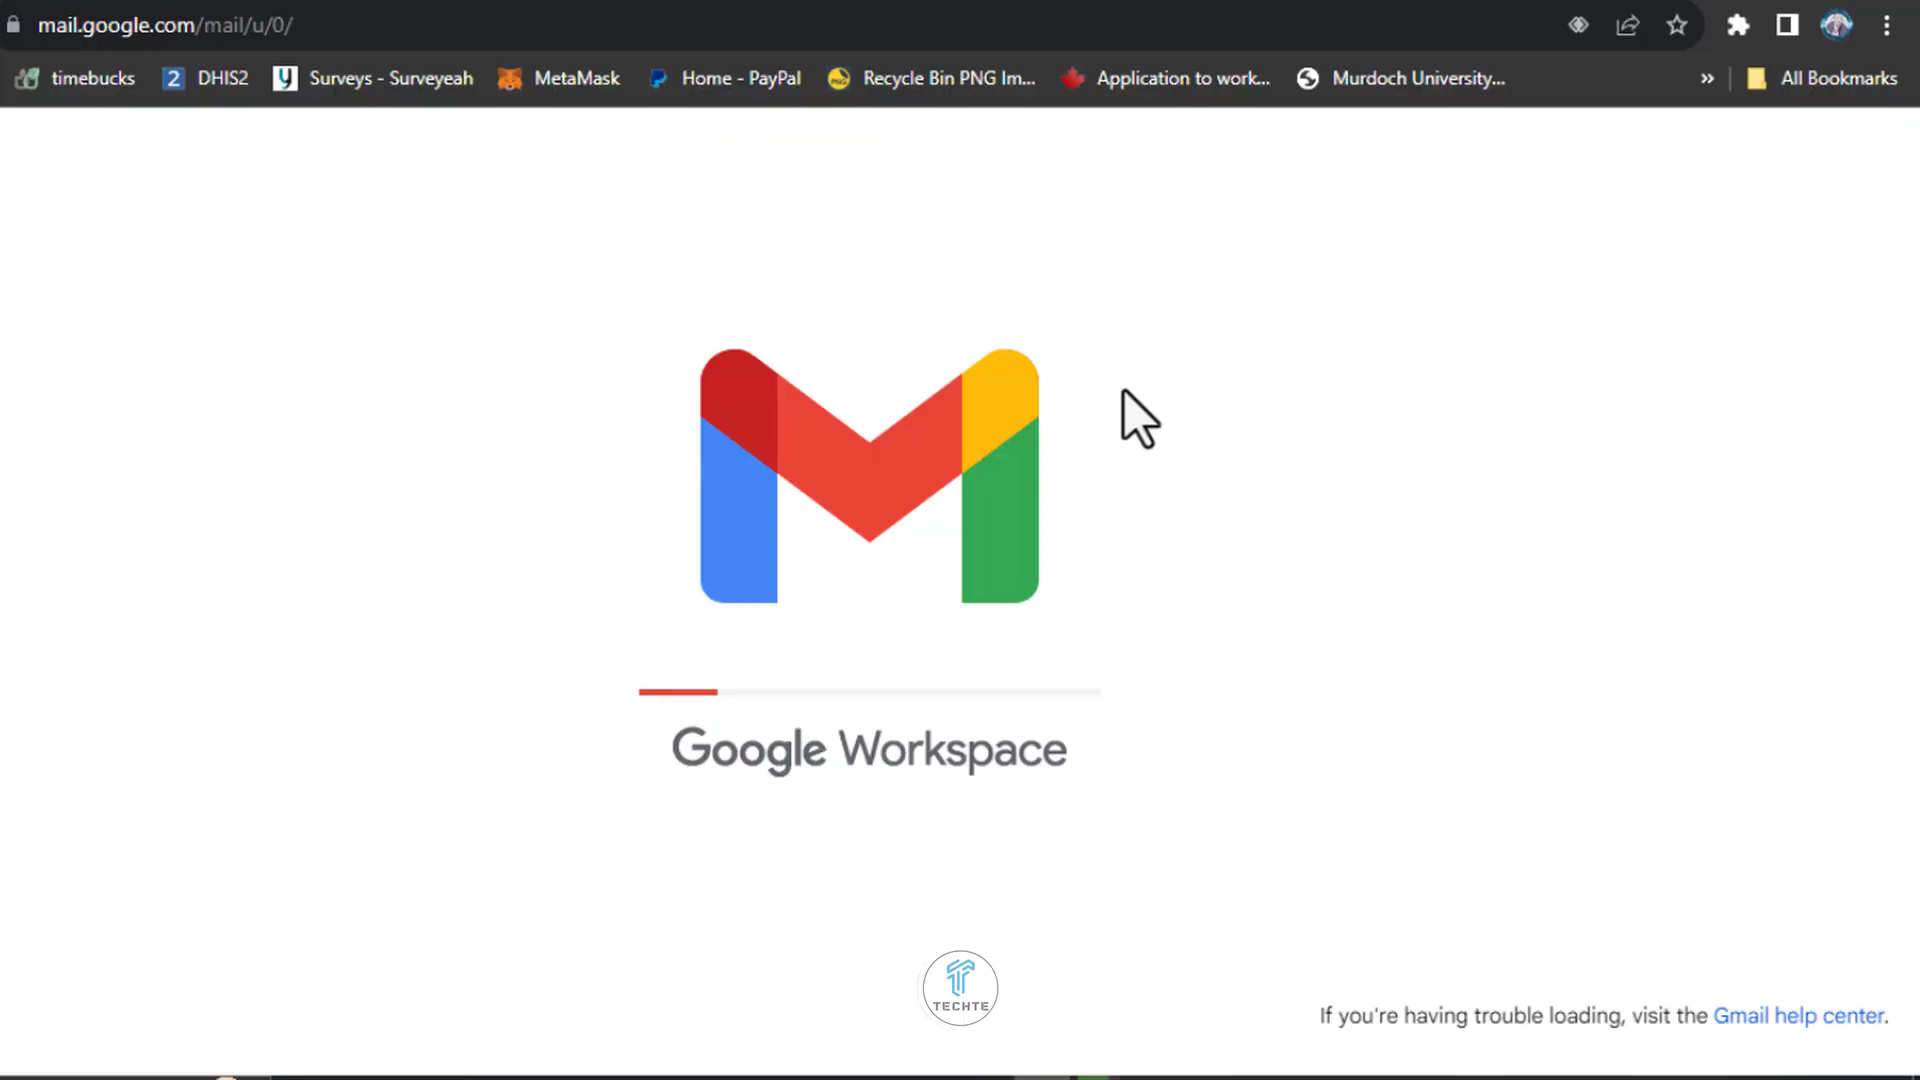 mail.google.com/mail/u/0/
timebucks 2 DHIS2 y Surveys - Surveyeah MetaMask Home - PayPal Recycle Bin PNG Im... Application to work... Murdoch University... » All Bookmarks
Google Workspace
TECHTE
If you're having trouble loading, visit the Gmail help center.